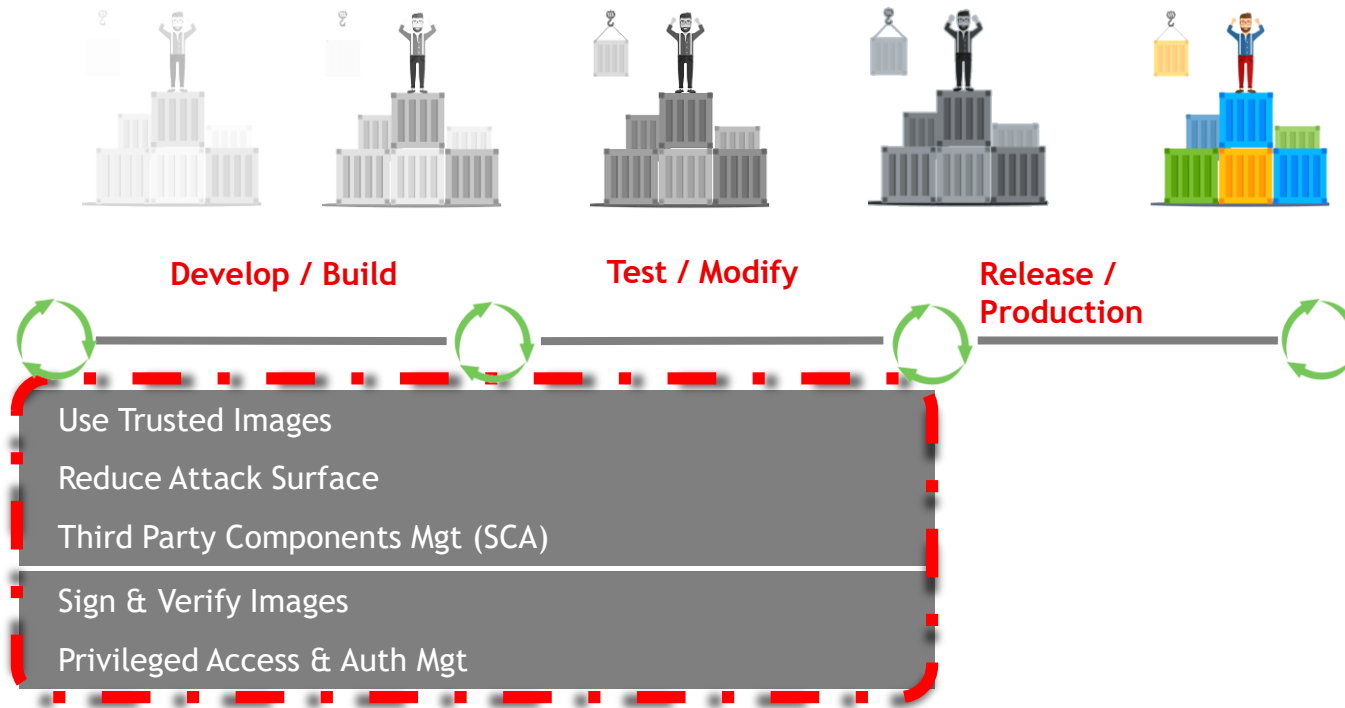 Develop / Build
Test / Modify
Release /
Production
Use Trusted Images
Reduce Attack Surface
Third Party Components Mgt (SCA)
Sign & Verify Images
Privileged Access & Auth Mgt